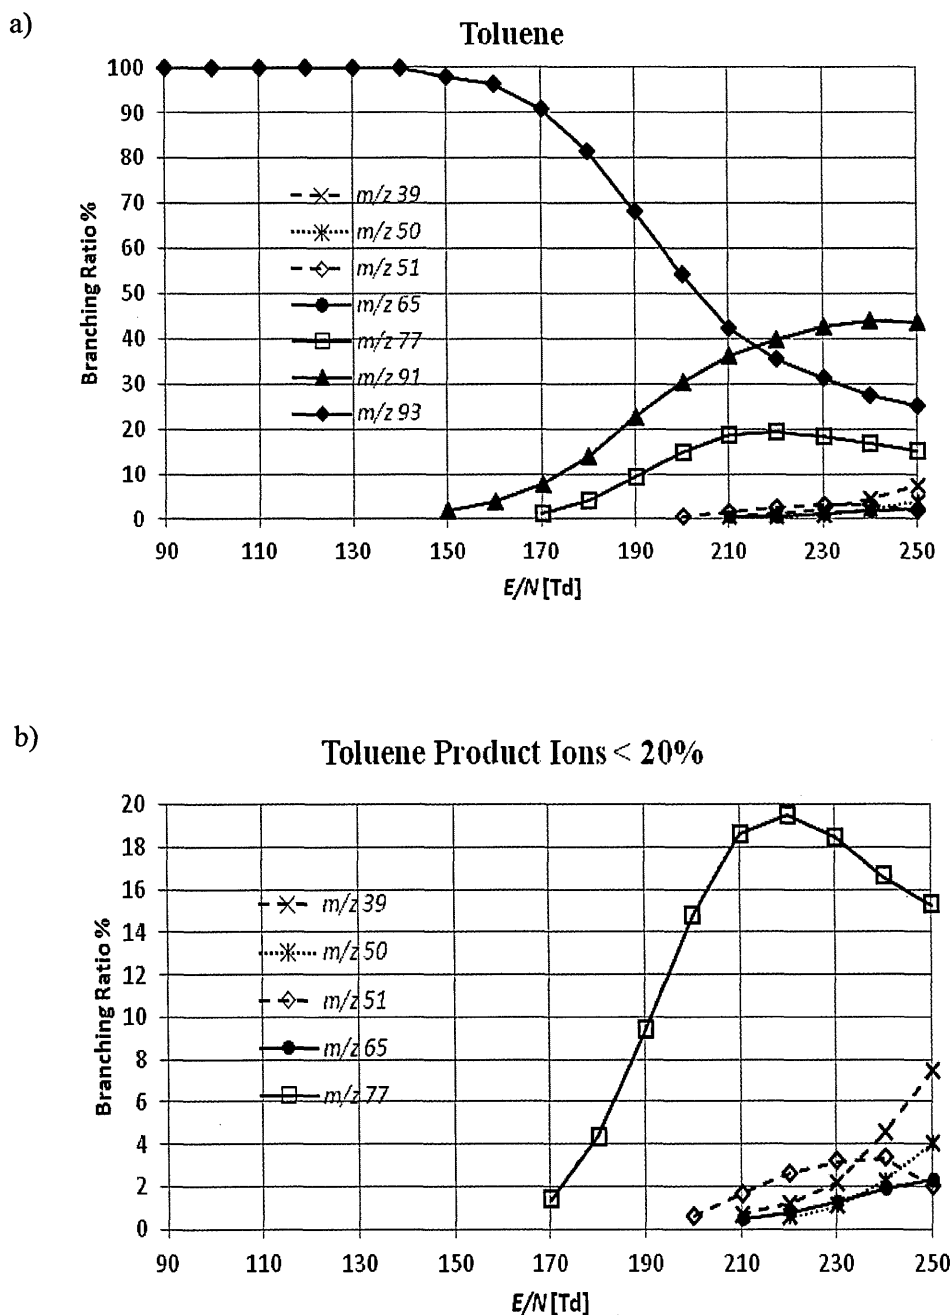 a)
Toluene
Branching Ratio %
100
90
80
70
60
50
40
30
20
10
0
m/z 39
m/z 50
m/z 51
m/z 65
m/z 77
m/z 91
m/z 93
90 110 130 150 170 190 210 230 250
E/N [Td]
b)
Toluene Product Ions < 20%
Branching Ratio %
20
18
16
14
12
10
8
6
4
2
0
m/z 39
m/z 50
m/z 51
m/z 65
m/z 77
90 110 130 150 170 190 210 230 250
E/N [Td]